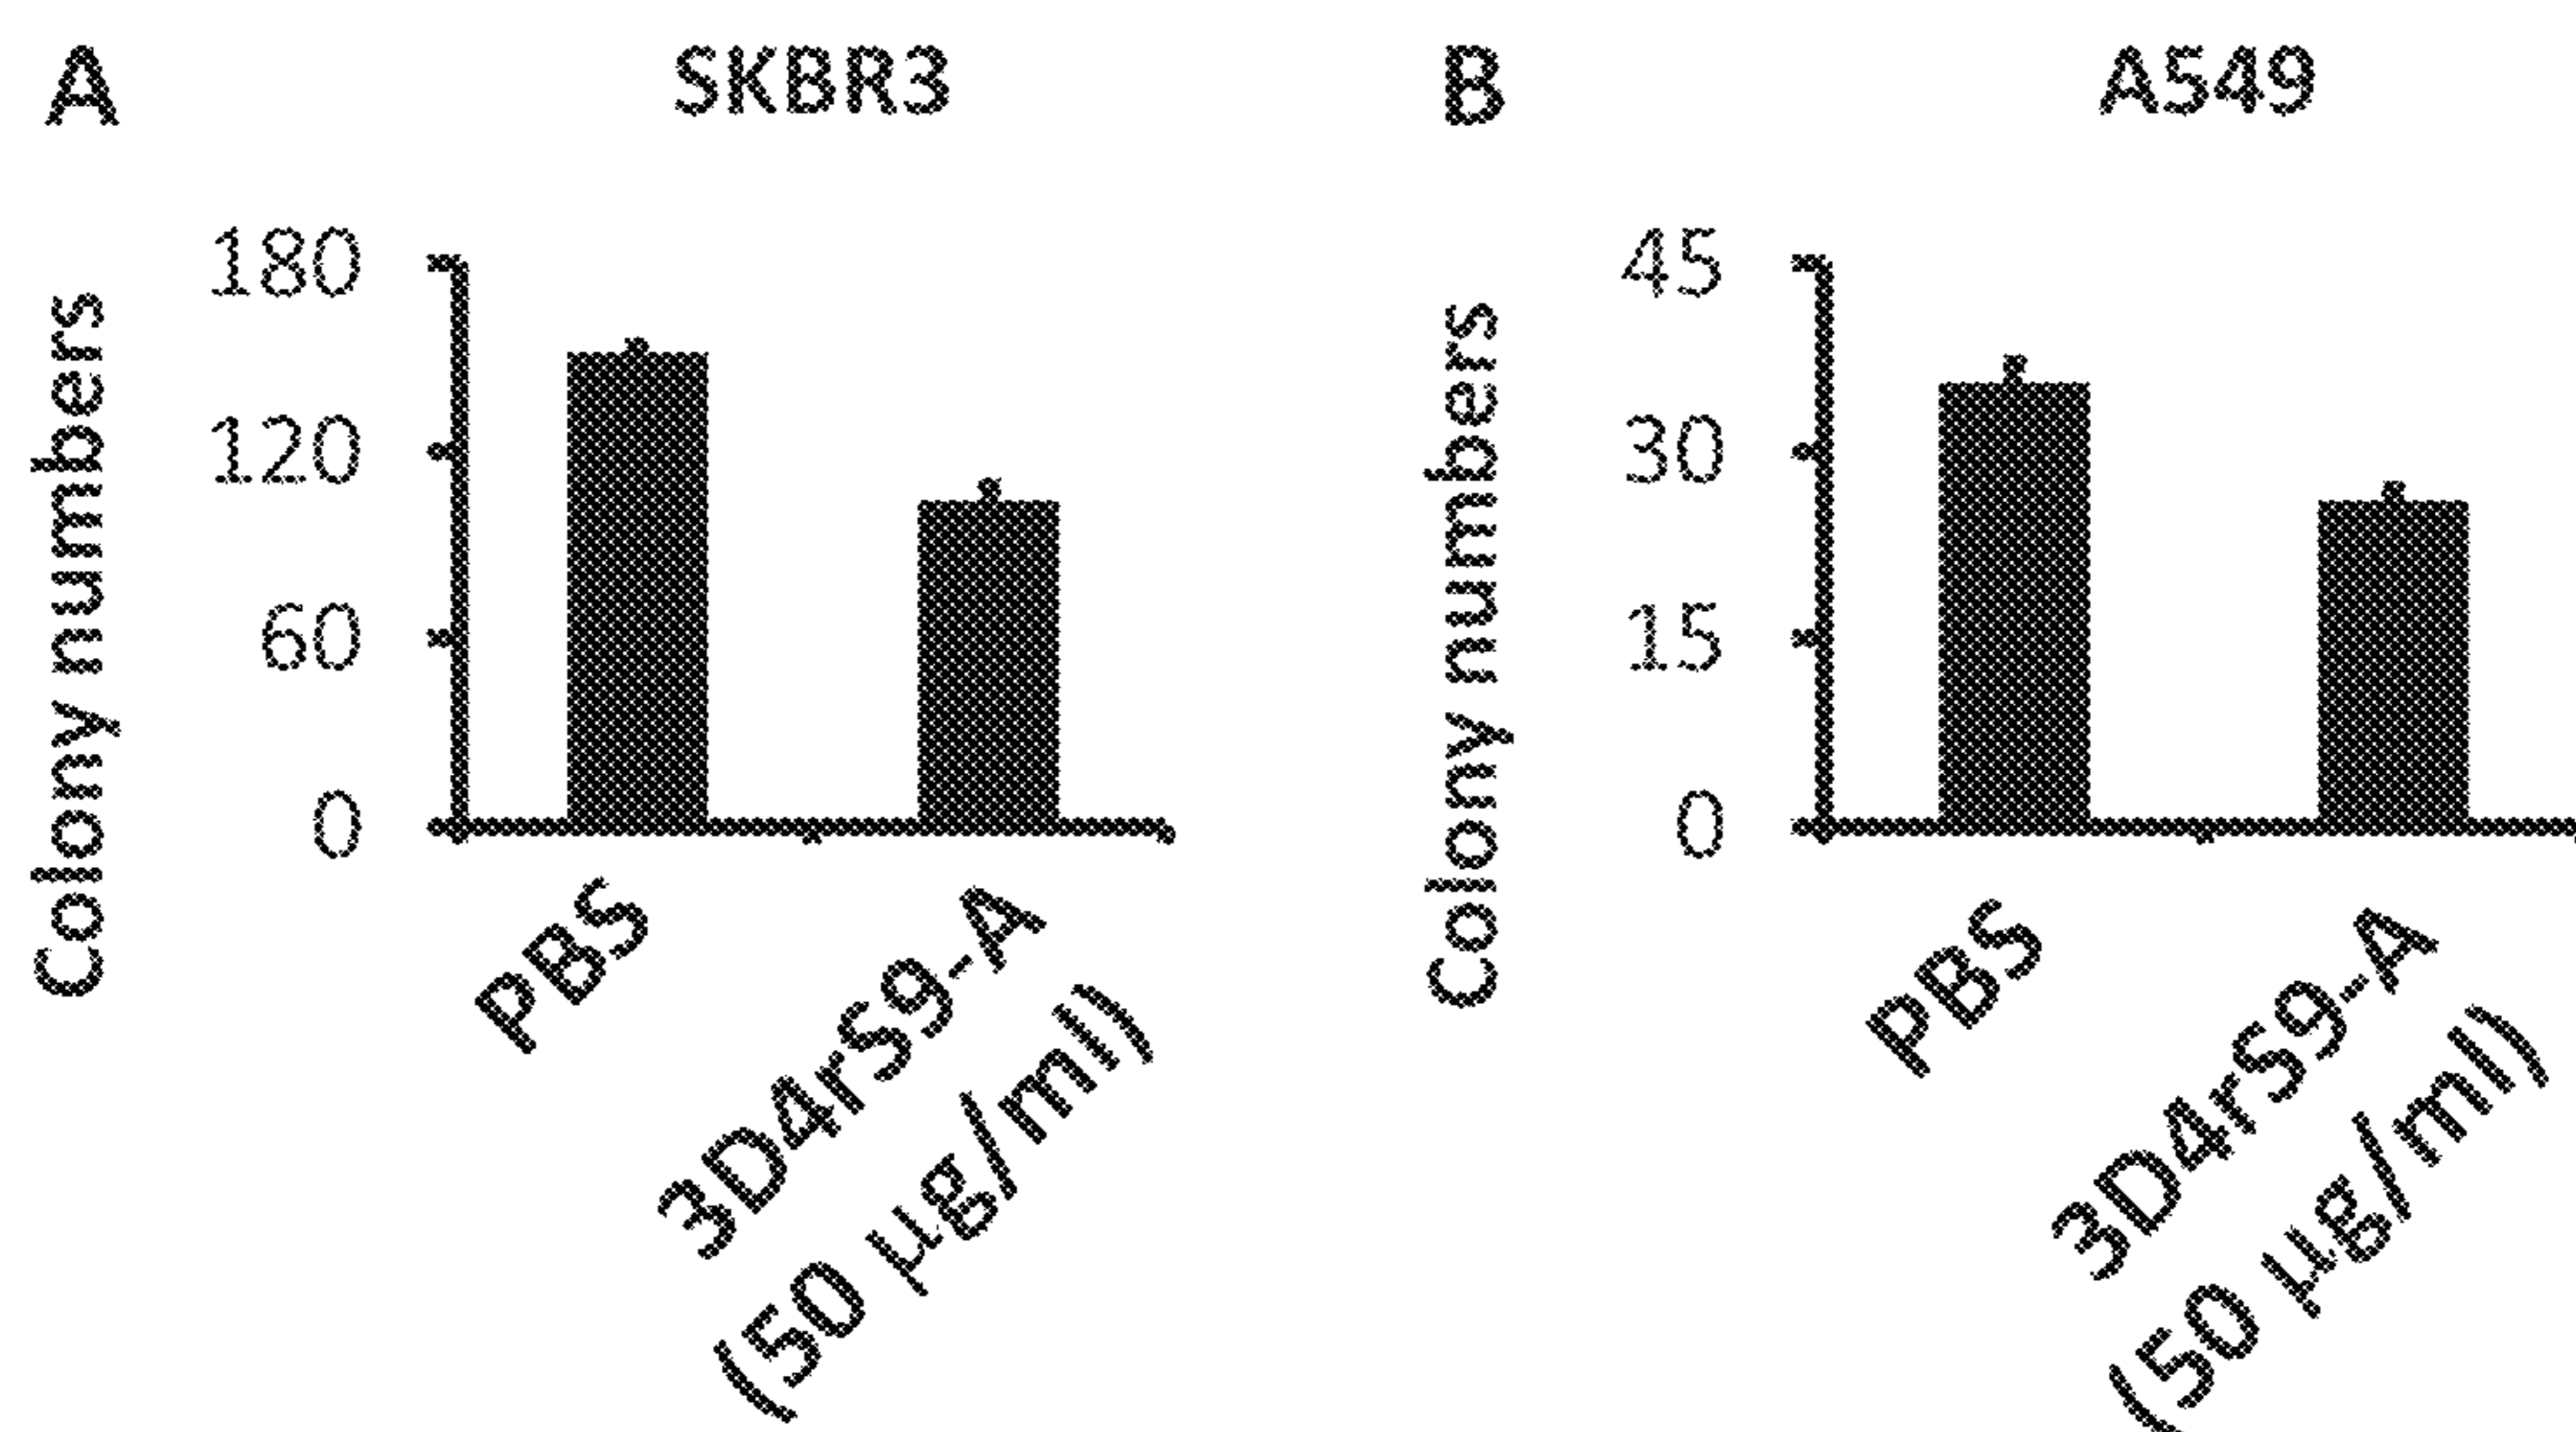 A
SKBR3
Colony numbers
180
120
60
0
PBS
3D4rS9-A
(50 µg/ml)
B
A549
Colony numbers
45
30
15
0
PBS
3D4rS9-A
(50 µg/ml)